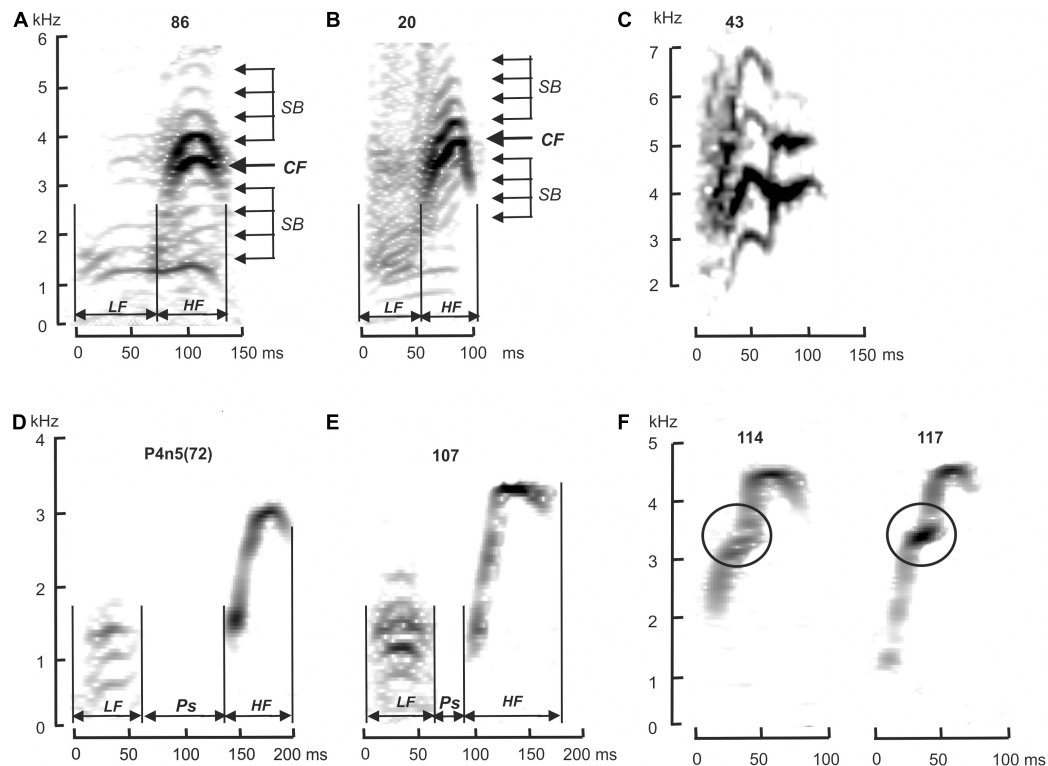 A kHz 86
6
5
4
3
2
1
0
SB
CF
SB
LF HF
0 50 100 150 ms
B 20
SB
CF
SB
LF HF
0 50 100 ms
C kHz 43
7
6
5
4
3
2
0 50 100 150 ms
D kHz
P4n5(72)
4
3
2
1
0
LF Ps HF
0 50 100 150 200 ms
E
107
LF Ps HF
0 50 100 150 200 ms
F kHz
114 117
5
4
3
2
1
0
0 50 100 0 50 100 ms